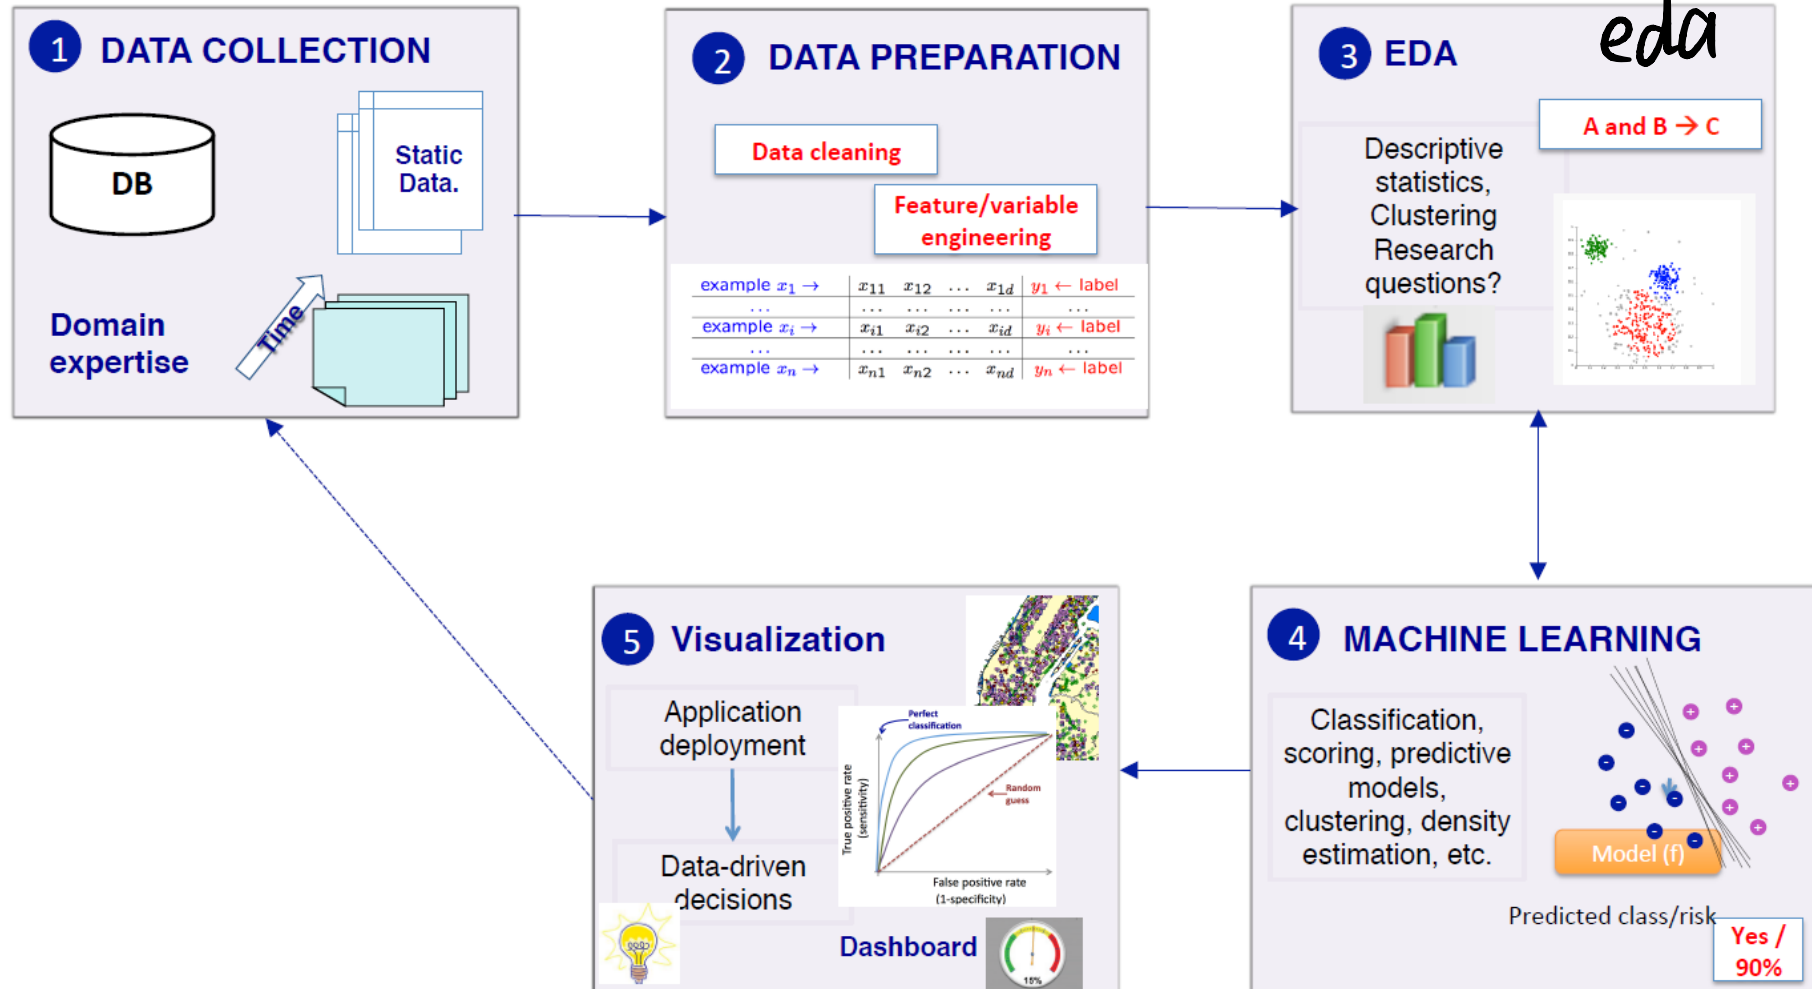 1 DATA COLLECTION
DB
Static
Data.
Time
Domain
expertise
2 DATA PREPARATION
Data cleaning
Feature/variable
engineering
example x₁ → x₁₁ x₁₂ … x₁d y₁ ← label
… … … … … …
example xᵢ → xᵢ₁ xᵢ₂ … xᵢd yᵢ ← label
… … … … … …
example xₙ → xₙ₁ xₙ₂ … xₙd yₙ ← label
3 EDA
eda
A and B → C
Descriptive
statistics,
Clustering
Research
questions?
4 MACHINE LEARNING
Classification,
scoring, predictive
models,
clustering, density
estimation, etc.
Model (f)
Predicted class/risk
Yes /
90%
5 Visualization
Application
deployment
Data-driven
decisions
Perfect
classification
Random
guess
True positive rate
(sensitivity)
False positive rate
(1-specificity)
Dashboard
15%